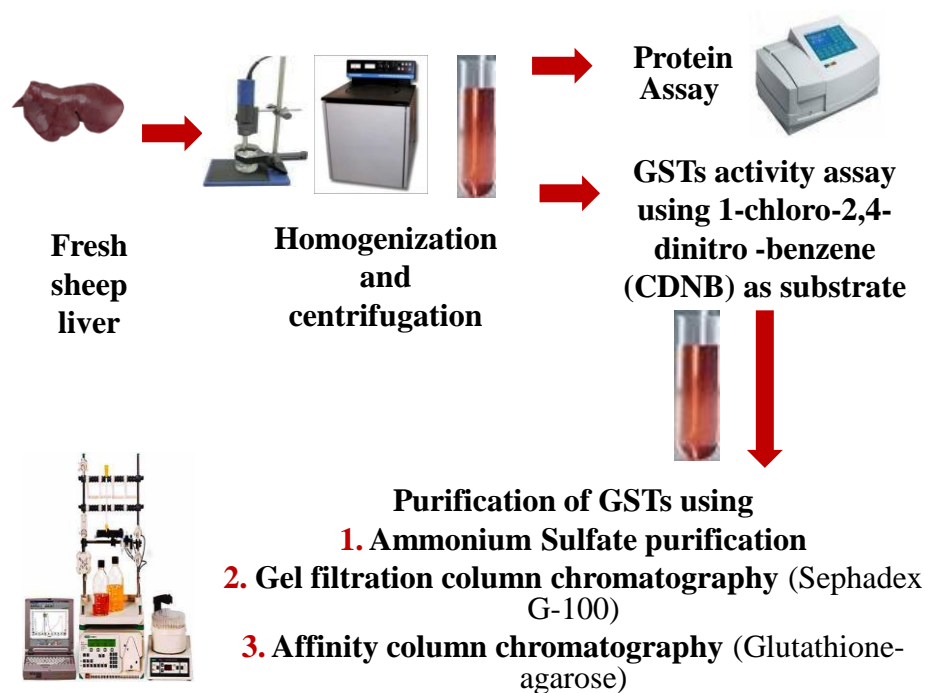 Fresh
sheep
liver
Homogenization
and
centrifugation
Protein
Assay
GSTs activity assay
using 1-chloro-2,4-
dinitro -benzene
(CDNB) as substrate
Purification of GSTs using
1. Ammonium Sulfate purification
2. Gel filtration column chromatography (Sephadex
G-100)
3. Affinity column chromatography (Glutathione-
agarose)